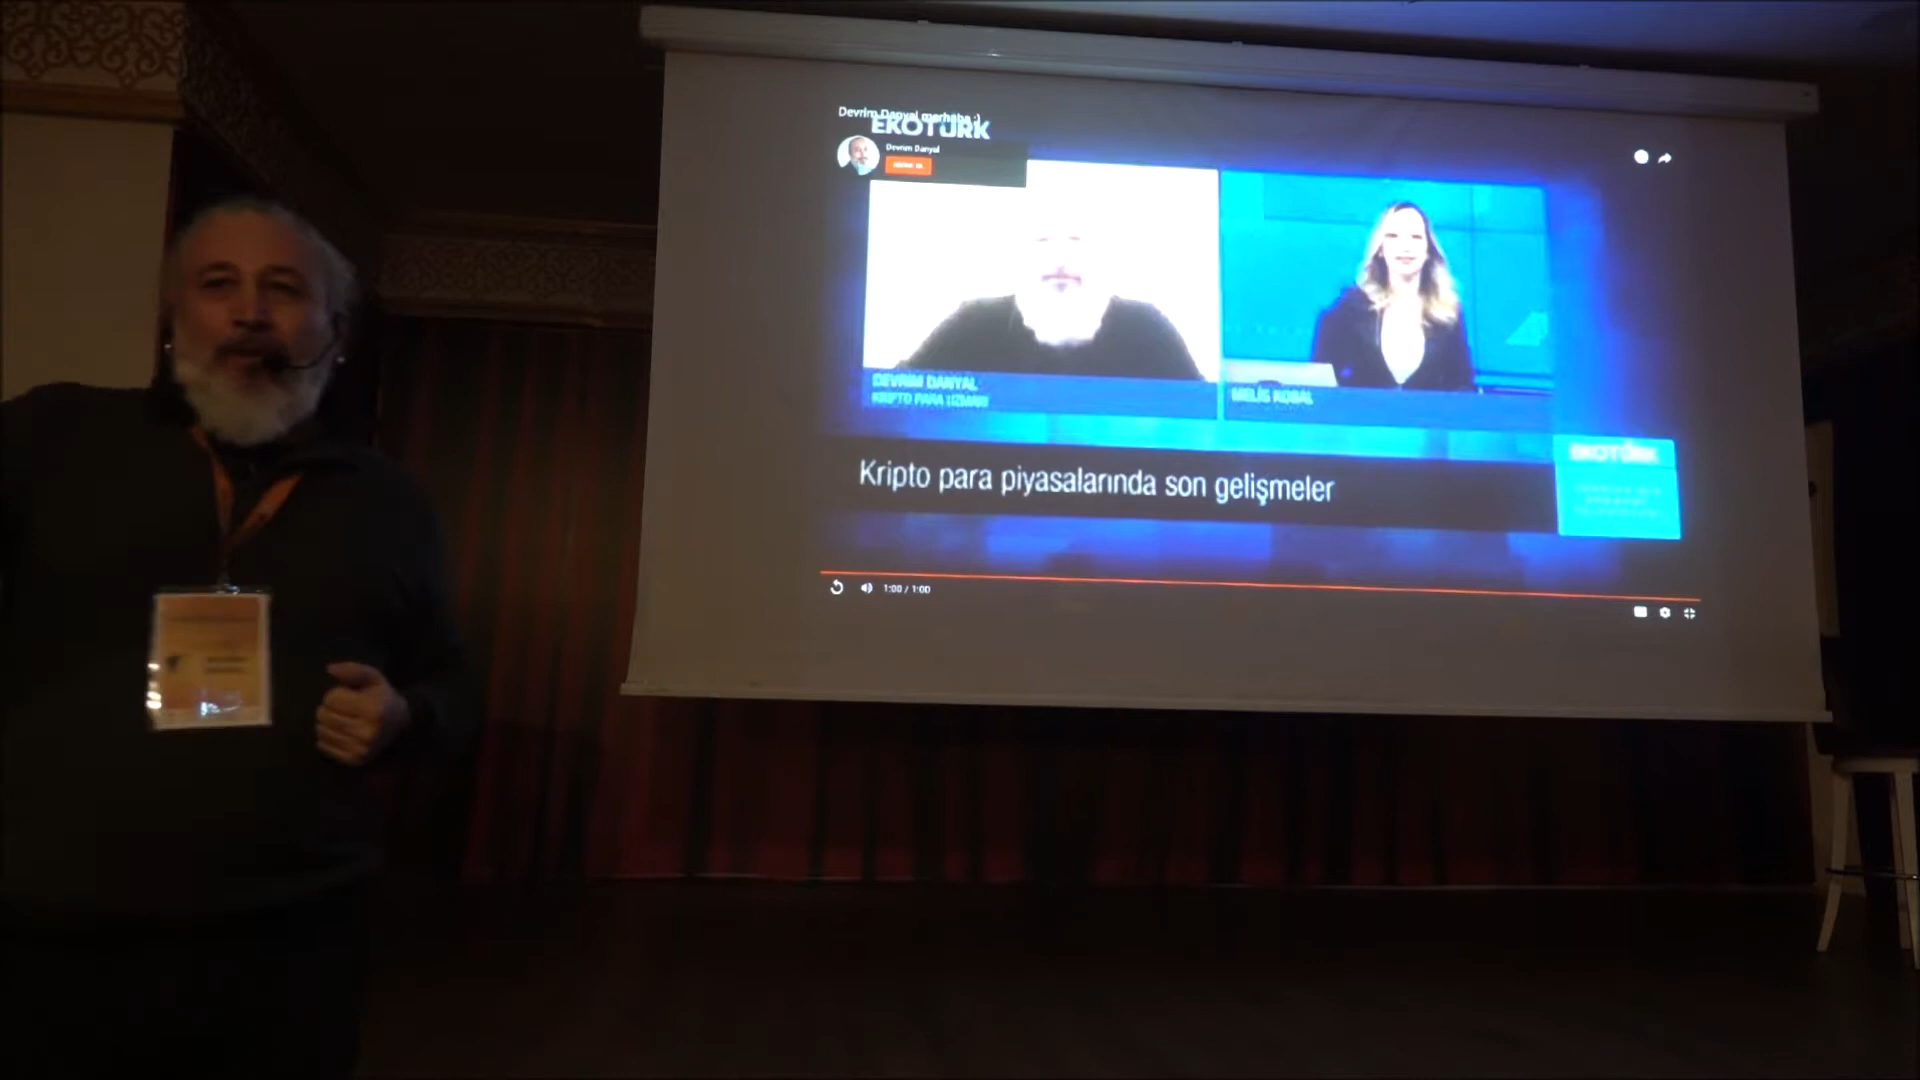 Devrim Danyal merhaba :)
EKOTÜRK
Devrim Danyal
DEVRİM DANYAL
KRİPTO PARA UZMANI
MELİS KOBAL
Kripto para piyasalarında son gelişmeler
EKOTÜRK
1:00 / 1:00